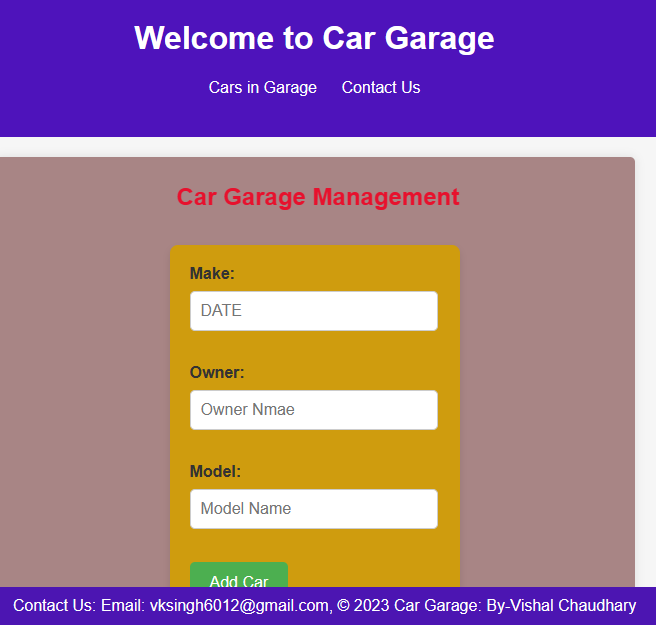 Welcome to Car Garage
Cars in Garage Contact Us
Car Garage Management
Make:
DATE
Owner:
Owner Nmae
Model:
Model Name
Add Car
Contact Us: Email: vksingh6012@gmail.com, © 2023 Car Garage: By-Vishal Chaudhary